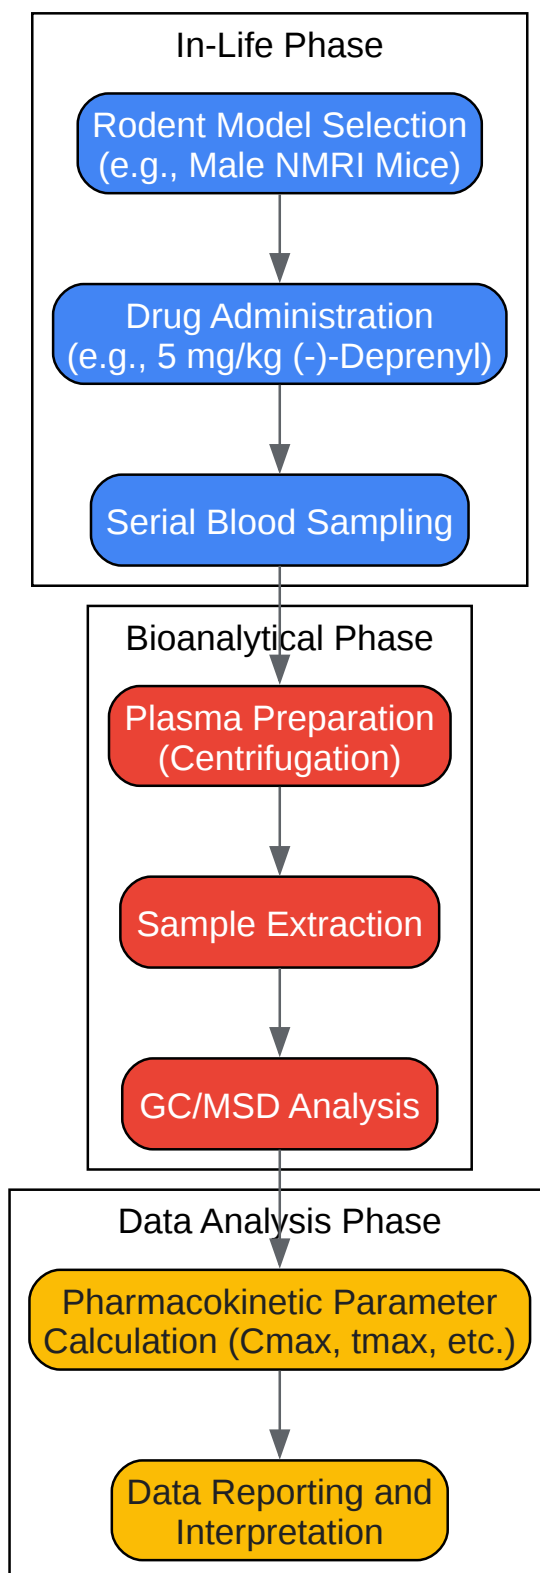 In-Life Phase
Rodent Model Selection
(e.g., Male NMRI Mice)
Drug Administration
(e.g., 5 mg/kg (-)-Deprenyl)
Serial Blood Sampling
Bioanalytical Phase
Plasma Preparation
(Centrifugation)
Sample Extraction
GC/MSD Analysis
Data Analysis Phase
Pharmacokinetic Parameter
Calculation (Cmax, tmax, etc.)
Data Reporting and
Interpretation